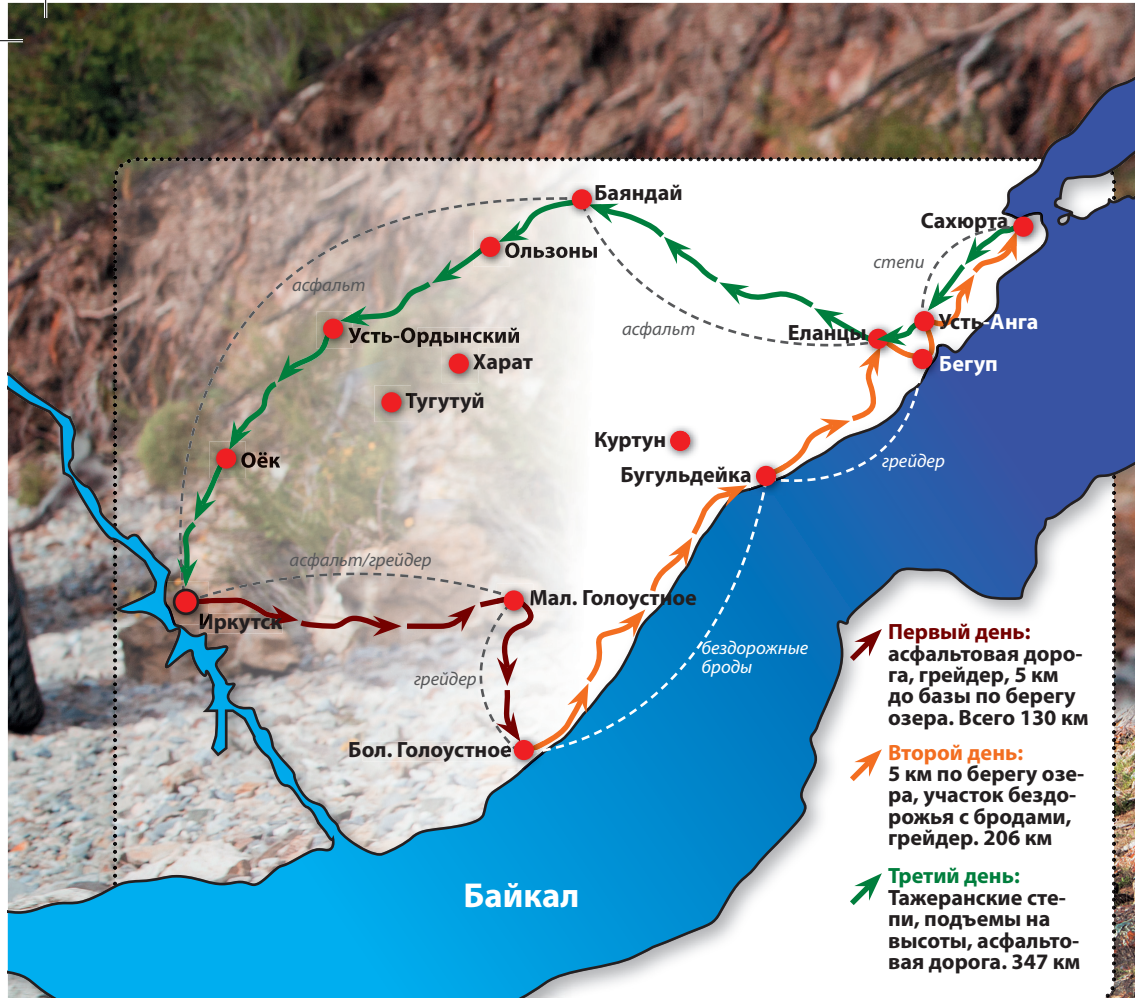 Баяндай
Сахюрта
Ользоны
степи
асфальт
Усть-Анга
асфальт
Усть-Ордынский
Еланцы
Харат
Бегуп
Тугутуй
Куртун
Оёк
грейдер
Бугульдейка
асфальт/грейдер
Мал. Голоустное
Иркутск
бездорожные
броды
грейдер
Бол. Голоустное
Байкал
Первый день:
асфальтовая доро-
га, грейдер, 5 км
до базы по берегу
озера. Всего 130 км
Второй день:
5 км по берегу озе-
ра, участок бездо-
рожья с бродами,
грейдер. 206 км
Третий день:
Тажеранские сте-
пи, подъемы на
высоты, асфальто-
вая дорога. 347 км